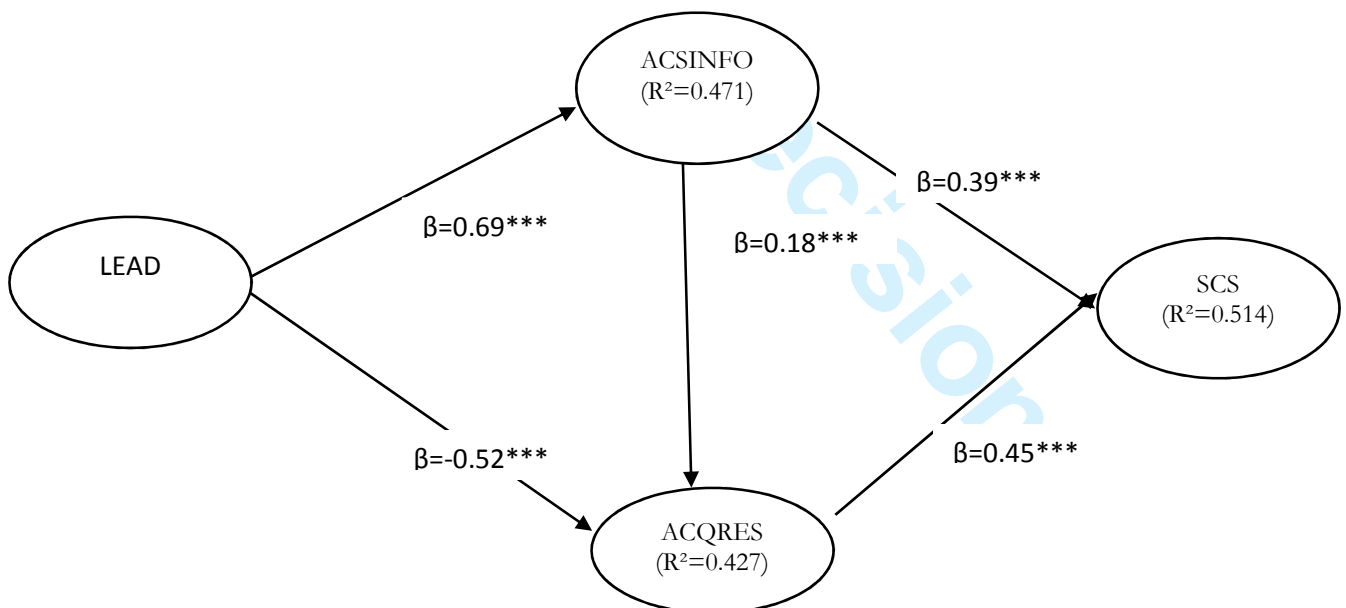 ACSINFO
(R²=0.471)
β=0.39***
β=0.69***
β=0.18***
LEAD
SCS
(R²=0.514)
β=-0.52***
β=0.45***
ACQRES
(R²=0.427)
ecision